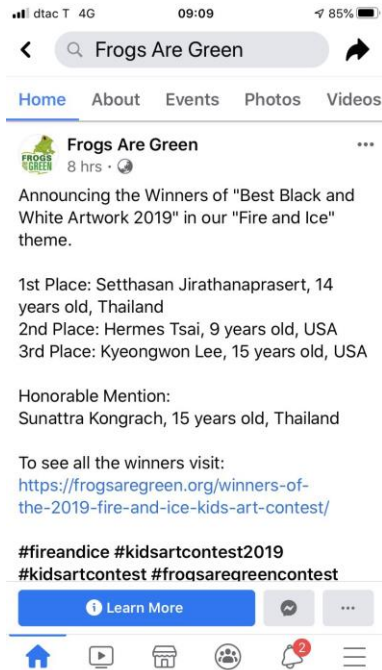 dtac T 4G 09:09 85%
Frogs Are Green
Home About Events Photos Videos
FROGS ARE GREEN
Frogs Are Green
8 hrs
Announcing the Winners of "Best Black and
White Artwork 2019" in our "Fire and Ice"
theme.
1st Place: Setthasan Jirathanaprasert, 14
years old, Thailand
2nd Place: Hermes Tsai, 9 years old, USA
3rd Place: Kyeongwon Lee, 15 years old, USA
Honorable Mention:
Sunattra Kongrach, 15 years old, Thailand
To see all the winners visit:
https://frogsaregreen.org/winners-of-
the-2019-fire-and-ice-kids-art-contest/
#fireandice #kidsartcontest2019
#kidsartcontest #frogsaregreencontest
Learn More
2